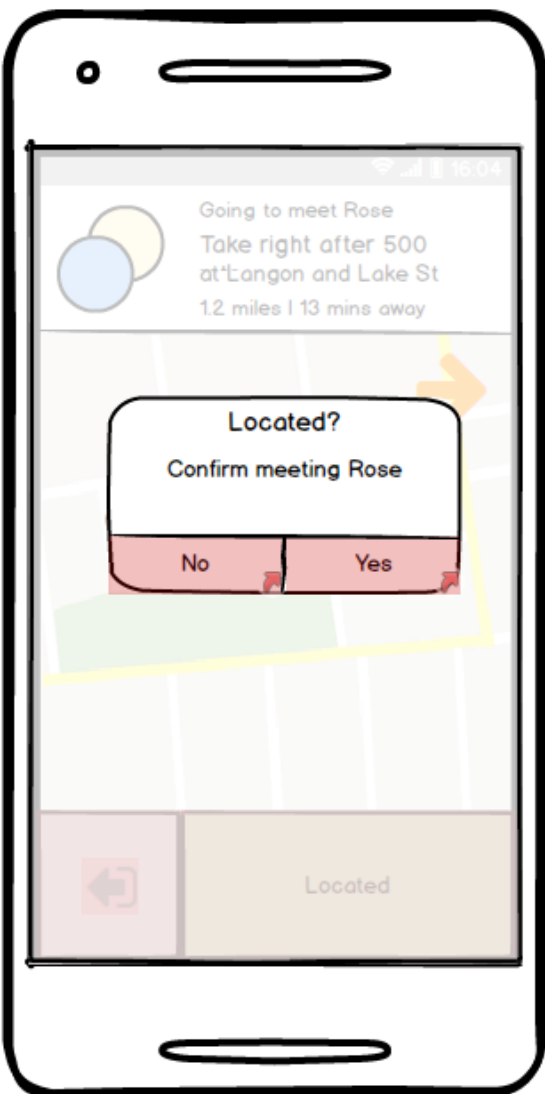 16:04
Going to meet Rose
Take right after 500
at Langon and Lake St
1.2 miles | 13 mins away
Located?
Confirm meeting Rose
No
Yes
Located